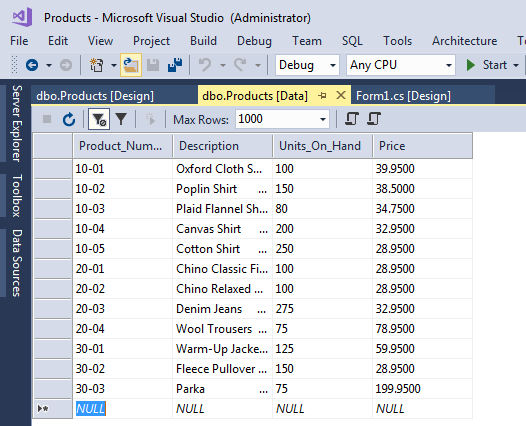 Products - Microsoft Visual Studio (Administrator)
File Edit View Project Build Debug Team SQL Tools Architecture
Debug Any CPU Start
Server Explorer
Toolbox
Data Sources
dbo.Products [Design] dbo.Products [Data] Form1.cs [Design]
Max Rows: 1000
Product_Num... Description Units_On_Hand Price
10-01 Oxford Cloth S... 100 39.9500
10-02 Poplin Shirt ... 150 38.5000
10-03 Plaid Flannel Sh... 80 34.7500
10-04 Canvas Shirt ... 200 32.9500
10-05 Cotton Shirt ... 250 28.9500
20-01 Chino Classic Fi... 100 28.9500
20-02 Chino Relaxed ... 100 28.9500
20-03 Denim Jeans ... 275 32.9500
20-04 Wool Trousers ... 75 78.9500
30-01 Warm-Up Jacke... 125 59.9500
30-02 Fleece Pullover ... 150 28.9500
30-03 Parka ... 75 199.9500
NULL NULL NULL NULL